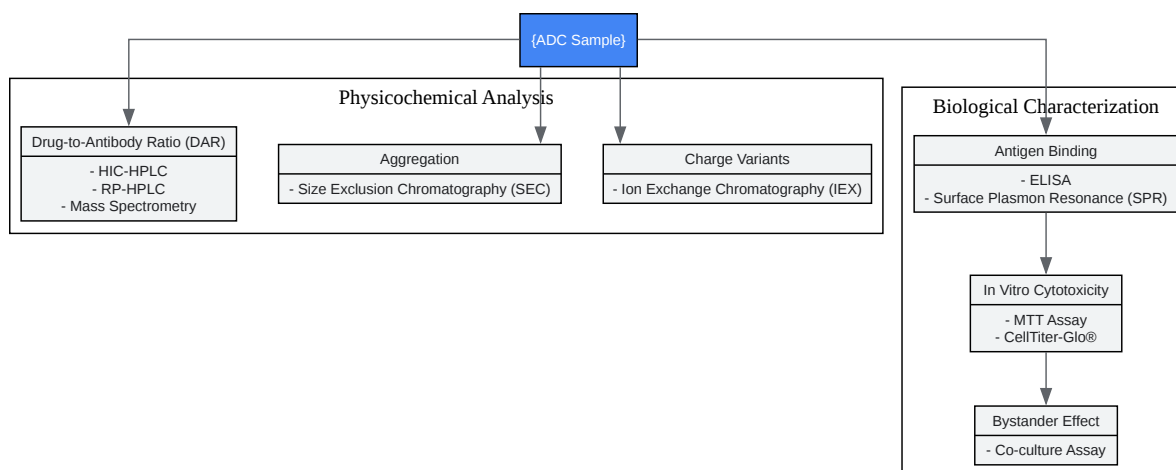 {ADC Sample}
Physicochemical Analysis
Drug-to-Antibody Ratio (DAR)
- HIC-HPLC
- RP-HPLC
- Mass Spectrometry
Aggregation
- Size Exclusion Chromatography (SEC)
Charge Variants
- Ion Exchange Chromatography (IEX)
Biological Characterization
Antigen Binding
- ELISA
- Surface Plasmon Resonance (SPR)
In Vitro Cytotoxicity
- MTT Assay
- CellTiter-Glo®
Bystander Effect
- Co-culture Assay